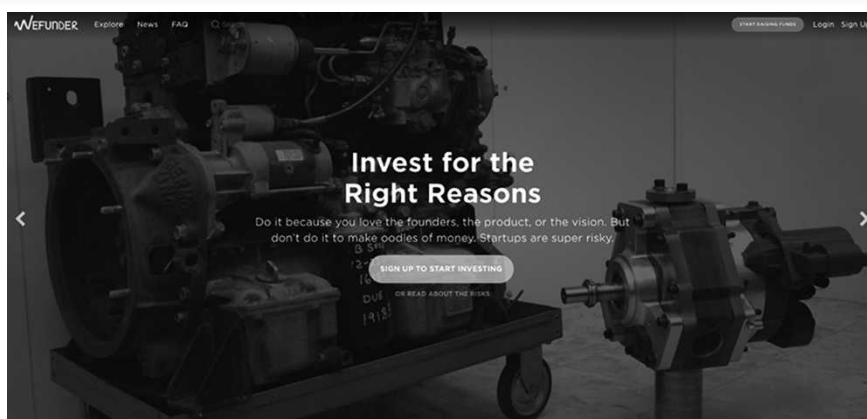 WEFUNDER
Explore News FAQ
START RAISING FUNDS Login Sign Up
Invest for the
Right Reasons
Do it because you love the founders, the product, or the vision. But
don't do it to make oodles of money. Startups are super risky.
SIGN UP TO START INVESTING
OR READ ABOUT THE RISKS
DUE
1918